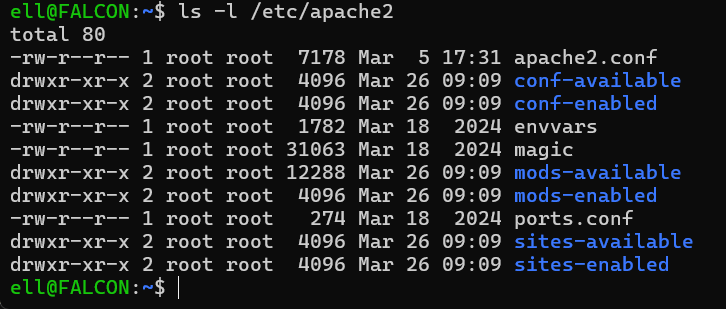 ell@FALCON:~$ ls -l /etc/apache2
total 80
-rw-r--r-- 1 root root  7178 Mar  5 17:31 apache2.conf
drwxr-xr-x 2 root root  4096 Mar 26 09:09 conf-available
drwxr-xr-x 2 root root  4096 Mar 26 09:09 conf-enabled
-rw-r--r-- 1 root root  1782 Mar 18  2024 envvars
-rw-r--r-- 1 root root 31063 Mar 18  2024 magic
drwxr-xr-x 2 root root 12288 Mar 26 09:09 mods-available
drwxr-xr-x 2 root root  4096 Mar 26 09:09 mods-enabled
-rw-r--r-- 1 root root   274 Mar 18  2024 ports.conf
drwxr-xr-x 2 root root  4096 Mar 26 09:09 sites-available
drwxr-xr-x 2 root root  4096 Mar 26 09:09 sites-enabled
ell@FALCON:~$